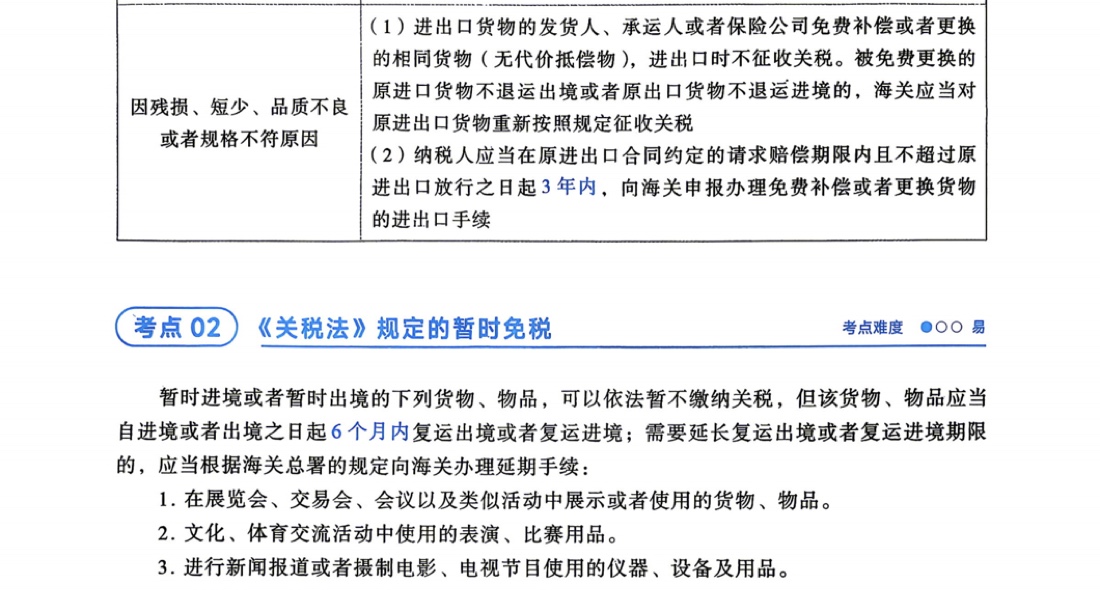 因残损、短少、品质不良
或者规格不符原因
（1）进出口货物的发货人、承运人或者保险公司免费补偿或者更换
的相同货物（无代价抵偿物），进出口时不征收关税。被免费更换的
原进口货物不退运出境或者原出口货物不退运进境的，海关应当对
原进出口货物重新按照规定征收关税
（2）纳税人应当在原进出口合同约定的请求赔偿期限内且不超过原
进出口放行之日起3年内，向海关申报办理免费补偿或者更换货物
的进出口手续
考点 02 《关税法》规定的暂时免税 考点难度 ●○○ 易
暂时进境或者暂时出境的下列货物、物品，可以依法暂不缴纳关税，但该货物、物品应当
自进境或者出境之日起6个月内复运出境或者复运进境；需要延长复运出境或者复运进境期限
的，应当根据海关总署的规定向海关办理延期手续：
1. 在展览会、交易会、会议以及类似活动中展示或者使用的货物、物品。
2. 文化、体育交流活动中使用的表演、比赛用品。
3. 进行新闻报道或者摄制电影、电视节目使用的仪器、设备及用品。